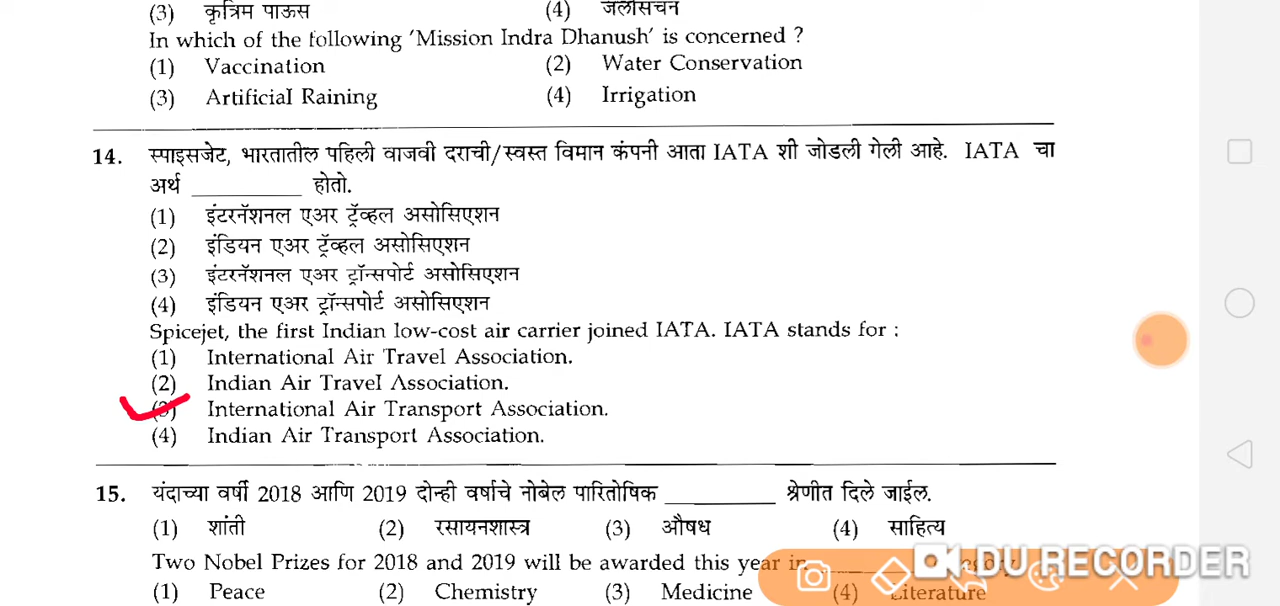 (3) कृत्रिम पाऊस (4) जलसिंचन
In which of the following ‘Mission Indra Dhanush’ is concerned ?
(1) Vaccination (2) Water Conservation
(3) Artificial Raining (4) Irrigation
14. स्पाइसजेट, भारतातील पहिली वाजवी दराची/स्वस्त विमान कंपनी आता IATA शी जोडली गेली आहे. IATA चा
अर्थ __________ होतो.
(1) इंटरनॅशनल एअर ट्रॅव्हल असोसिएशन
(2) इंडियन एअर ट्रॅव्हल असोसिएशन
(3) इंटरनॅशनल एअर ट्रॉन्सपोर्ट असोसिएशन
(4) इंडियन एअर ट्रॉन्सपोर्ट असोसिएशन
Spicejet, the first Indian low-cost air carrier joined IATA. IATA stands for :
(1) International Air Travel Association.
(2) Indian Air Travel Association.
(3) International Air Transport Association.
(4) Indian Air Transport Association.
15. यंदाच्या वर्षी 2018 आणि 2019 दोन्ही वर्षाचे नोबेल पारितोषिक __________ श्रेणीत दिले जाईल.
(1) शांती (2) रसायनशास्त्र (3) औषध (4) साहित्य
Two Nobel Prizes for 2018 and 2019 will be awarded this year in
(1) Peace (2) Chemistry (3) Medicine (4) Literature
DU RECORDER